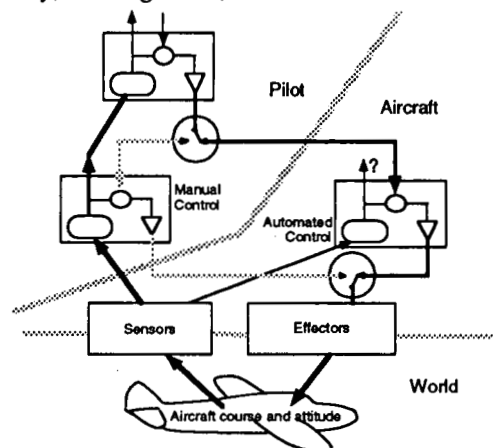 Pilot
Aircraft
Manual
Control
?
Automated
Control
Sensors
Effectors
World
Aircraft course and attitude